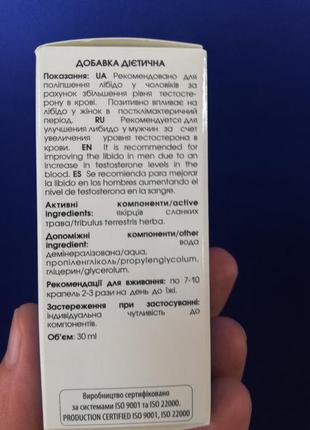 ДОБАВКА ДІЄТИЧНА
Показання: UA Рекомендовано для
поліпшення лібідо у чоловіків за
рахунок збільшення рівня тестосте-
рону в крові. Позитивно впливає на
лібідо у жінок в постклімактеричний
період. RU Рекомендуется для
улучшения либидо у мужчин за счет
увеличения уровня тестостерона в
крови. EN It is recommended for
improving the libido in men due to an
increase in testosterone levels in the
blood. ES Se recomienda para mejorar
la libido en los hombres aumentando el
nivel de testosterona en la sangre.
Активні компоненти/active
ingredients: якірців сланких
трава/tribulus terrestris herba.
Допоміжні компоненти/other
ingredient: вода
демінералізована/aqua,
пропіленгліколь/propylenglycolum,
гліцерин/glycerolum.
Рекомендації для вживання: по 7-10
крапель 2-3 рази на день до їжі.
Застереження при застосуванні:
індивідуальна чутливість до
компонентів.
Об'єм: 30 ml
Виробництво сертифіковано
за системами ISO 9001 та ISO 22000.
PRODUCTION CERTIFIED ISO 9001, ISO 22000